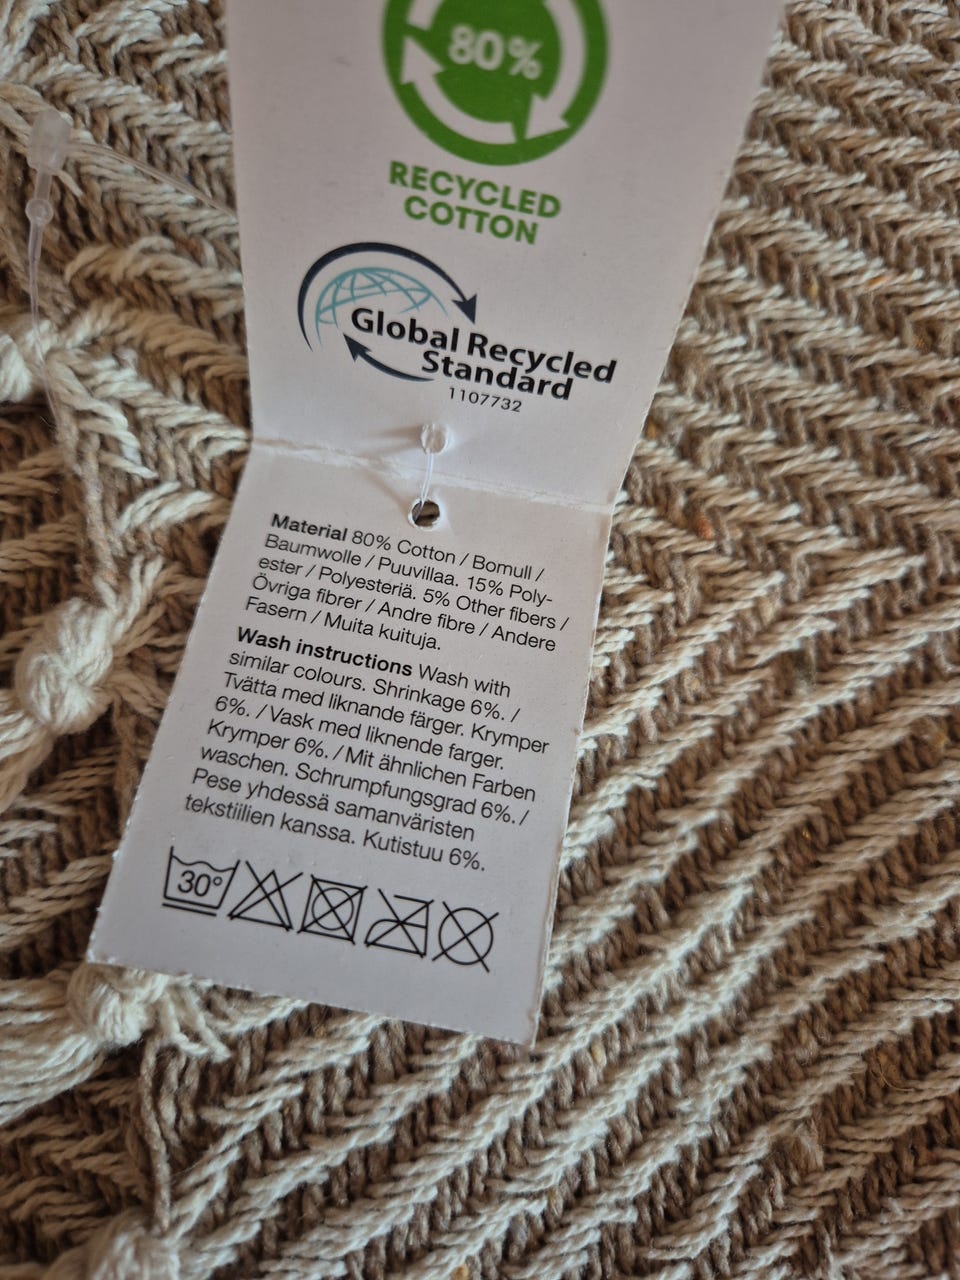 80%
RECYCLED
COTTON
Global Recycled
Standard
1107732
Material 80% Cotton / Bomull /
Baumwolle / Puuvillaa. 15% Poly-
ester / Polyesteriä. 5% Other fibers /
Övriga fibrer / Andre fibre / Andere
Fasern / Muita kuituja.
Wash instructions Wash with
similar colours. Shrinkage 6%. /
Tvätta med liknande färger. Krymper
6%. / Vask med liknende farger.
Krymper 6%. / Mit ähnlichen Farben
waschen. Schrumpfungsgrad 6%. /
Pese yhdessä samanväristen
tekstiilien kanssa. Kutistuu 6%.
30°